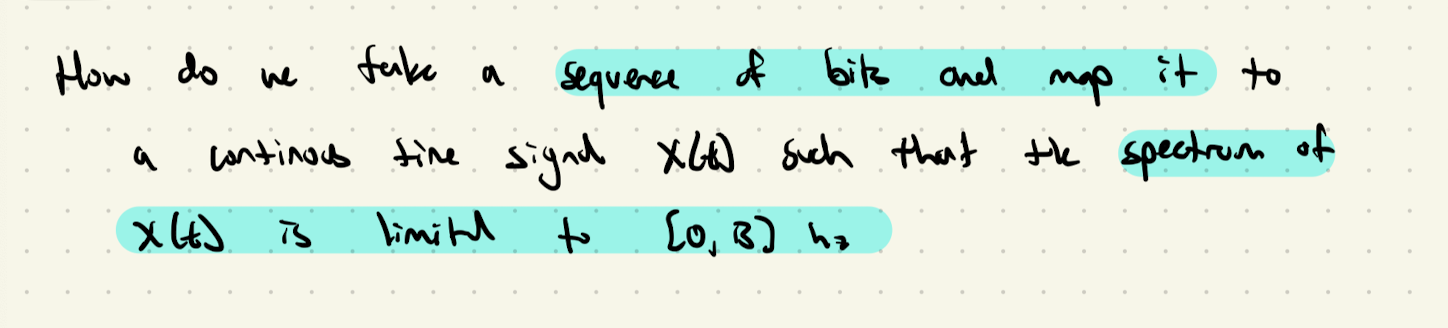 How do we take a sequence of bits and map it to
a continous time signal X(t) such that the spectrum of
X(t) is limited to [0, B] hz